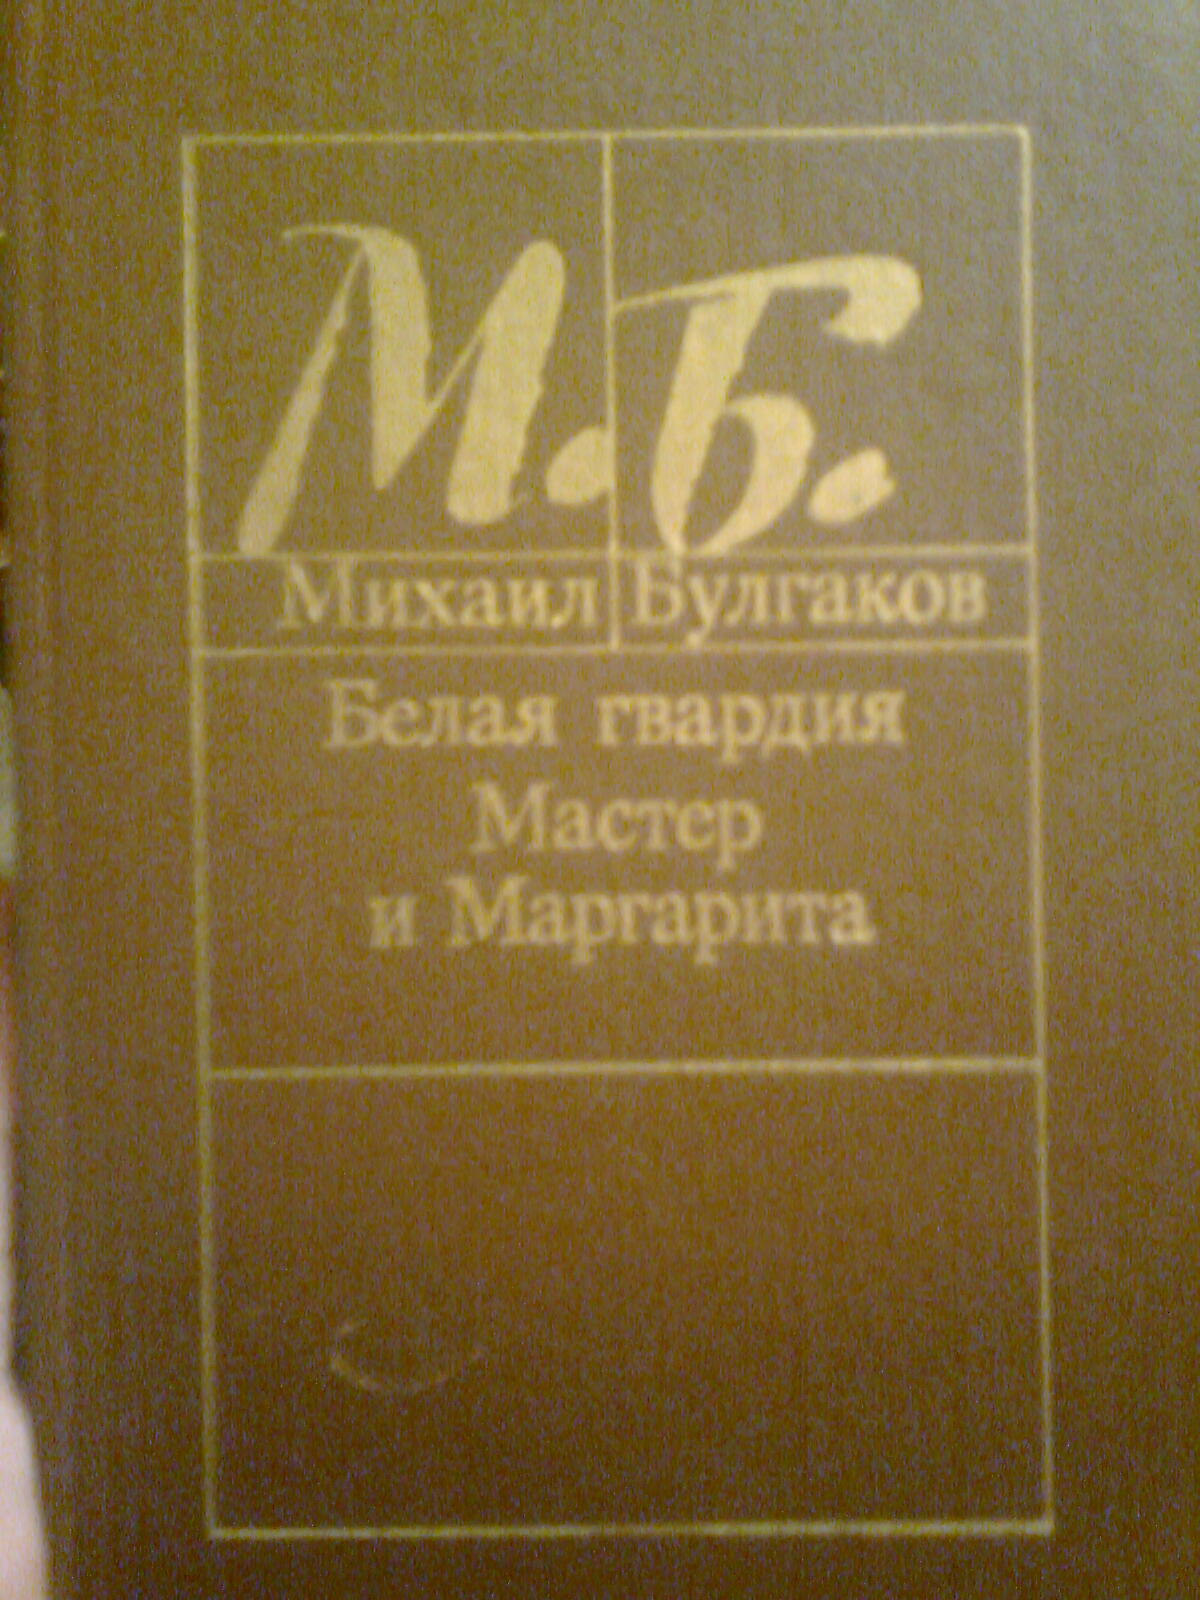 М.Б.
Михаил Булгаков
Белая гвардия
Мастер
и Маргарита